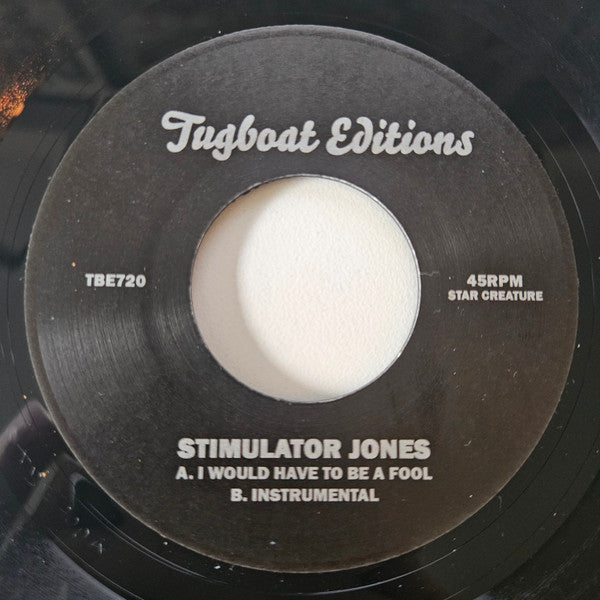 Tugboat Editions
TBE720
45RPM
STAR CREATURE
STIMULATOR JONES
A. I WOULD HAVE TO BE A FOOL
B. INSTRUMENTAL